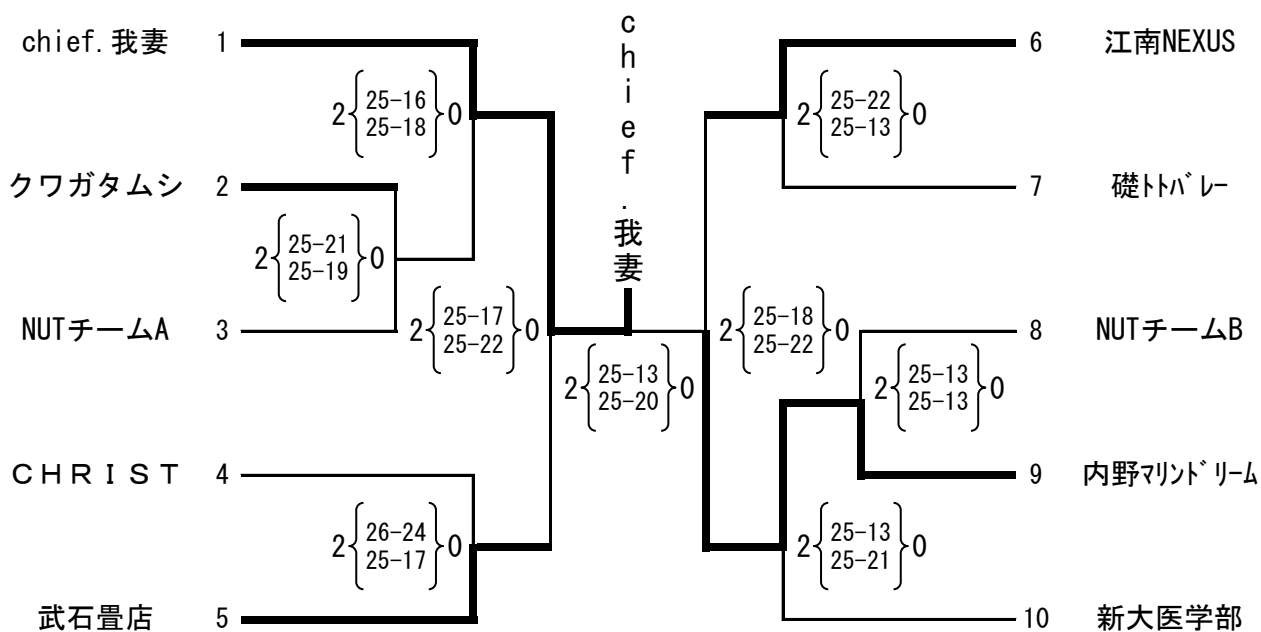 chief.我妻 1
クワガタムシ 2
NUTチームA 3
ＣＨＲＩＳＴ 4
武石畳店 5
2 25-16 0
25-18
2 25-21 0
25-19
2 25-17 0
25-22
2 26-24 0
25-17
chief.我妻
2 25-13 0
25-20
2 25-22 0
25-13
2 25-18 0
25-22
2 25-13 0
25-13
2 25-13 0
25-21
6 江南NEXUS
7 礎ﾄﾄﾊﾞﾚｰ
8 NUTチームB
9 内野ﾏﾘﾝﾄﾞﾘｰﾑ
10 新大医学部